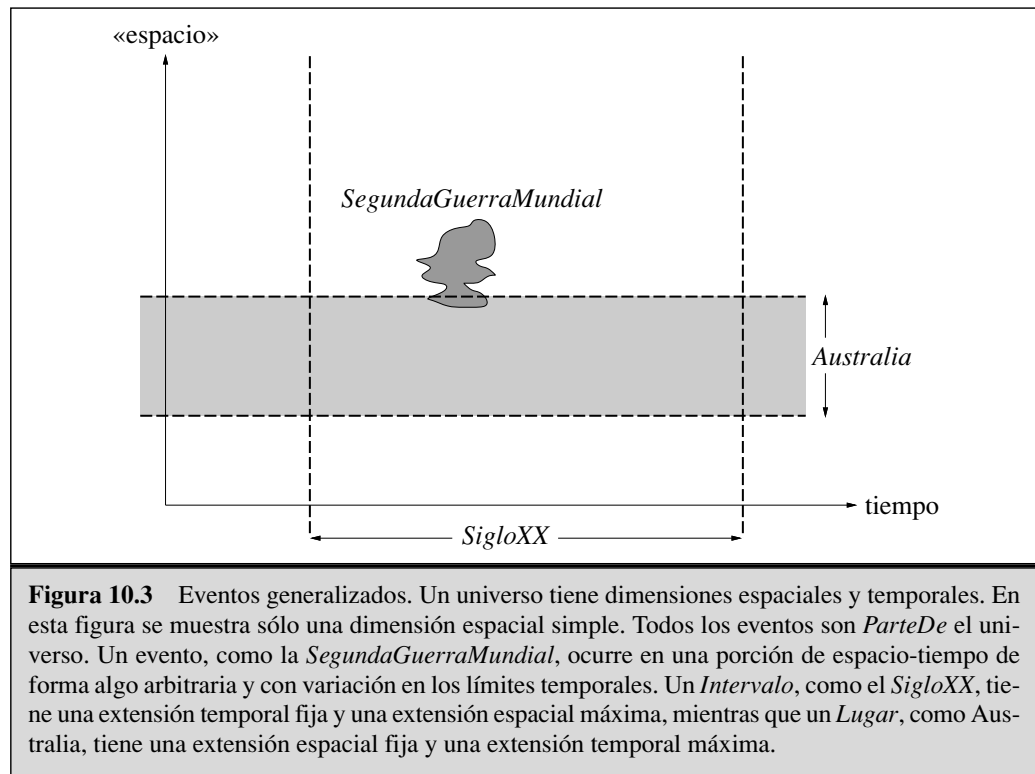 «espacio»
SegundaGuerraMundial
Australia
tiempo
SigloXX
Figura 10.3 Eventos generalizados. Un universo tiene dimensiones espaciales y temporales. En
esta figura se muestra sólo una dimensión espacial simple. Todos los eventos son ParteDe el uni-
verso. Un evento, como la SegundaGuerraMundial, ocurre en una porción de espacio-tiempo de
forma algo arbitraria y con variación en los límites temporales. Un Intervalo, como el SigloXX, tie-
ne una extensión temporal fija y una extensión espacial máxima, mientras que un Lugar, como Aus-
tralia, tiene una extensión espacial fija y una extensión temporal máxima.